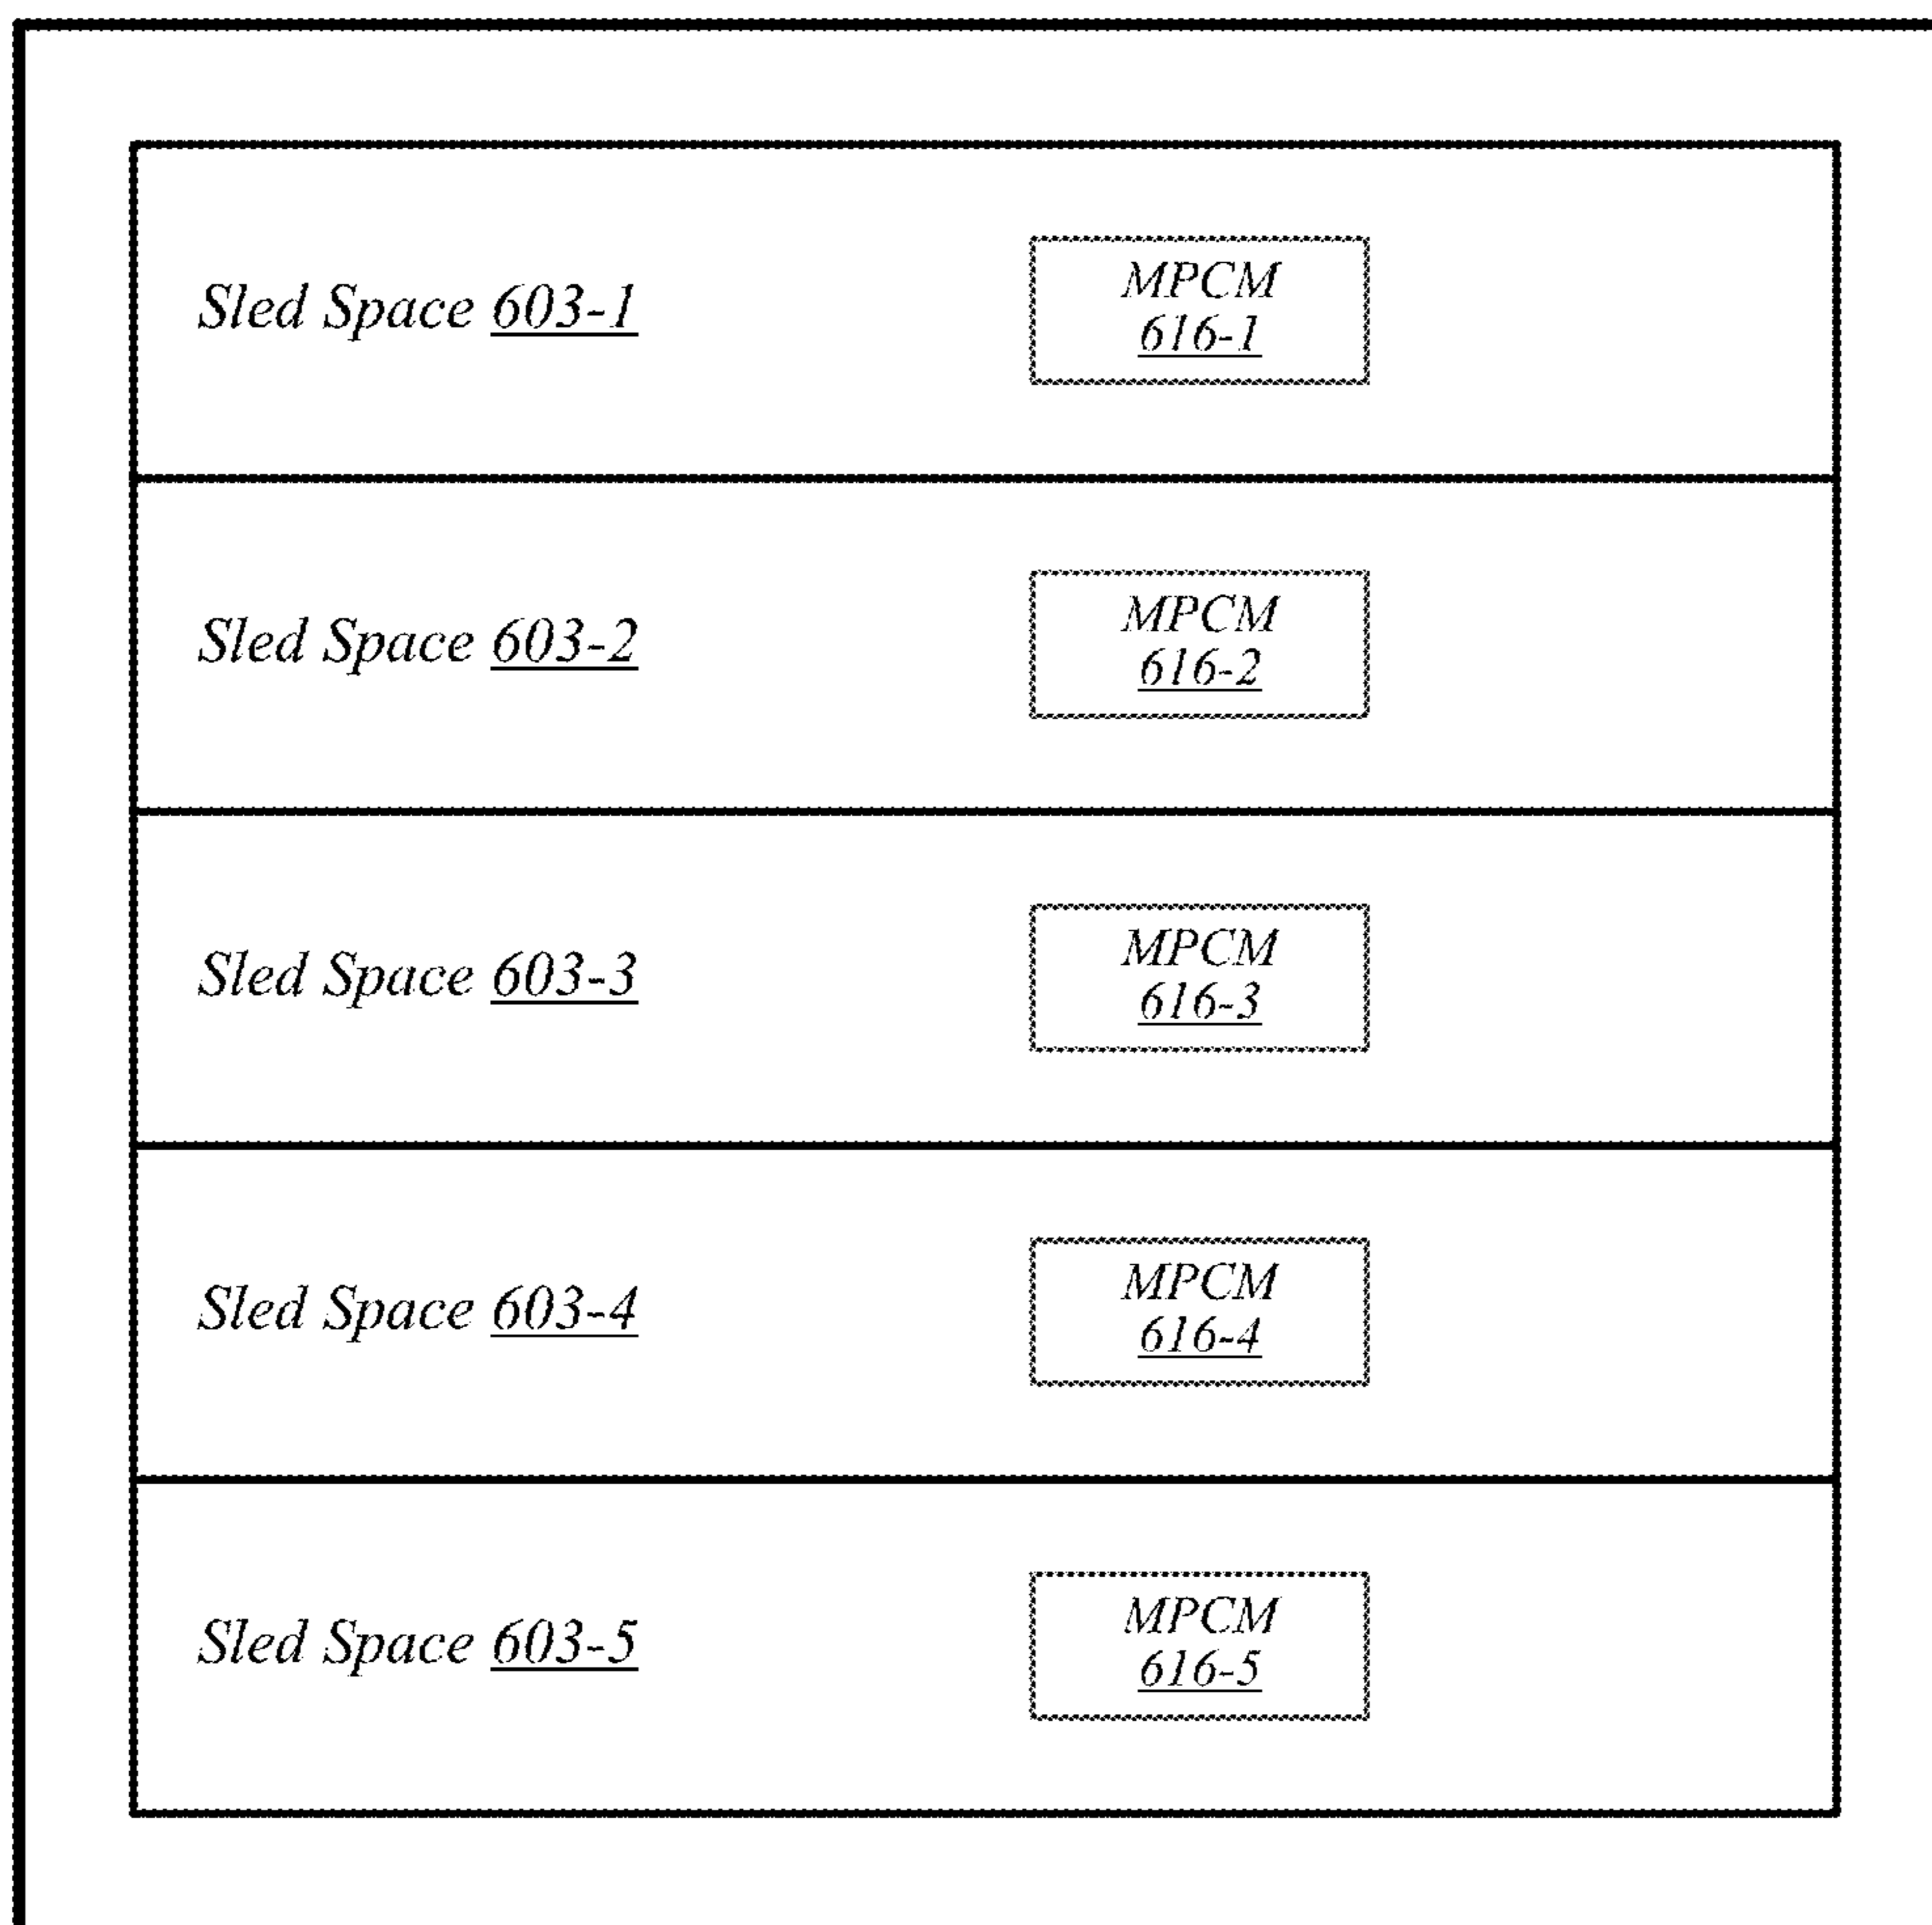 Sled Space 603-1
MPCM
616-1
Sled Space 603-2
MPCM
616-2
Sled Space 603-3
MPCM
616-3
Sled Space 603-4
MPCM
616-4
Sled Space 603-5
MPCM
616-5